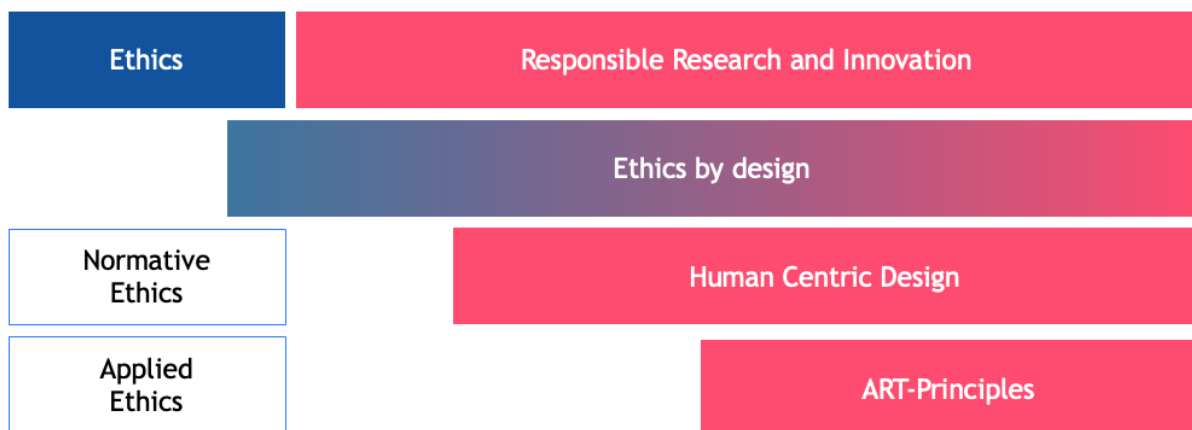 Ethics
Responsible Research and Innovation
Ethics by design
Normative
Ethics
Human Centric Design
Applied
Ethics
ART-Principles